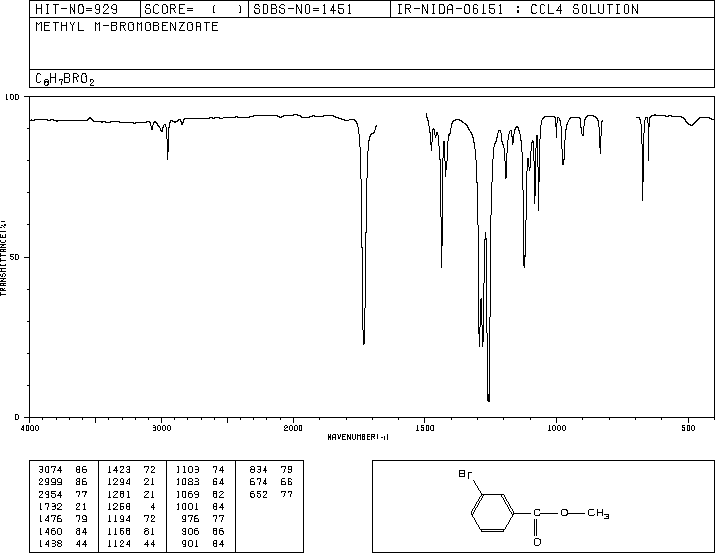 HIT-NO=929 SCORE= ( ) SDBS-NO=1451 IR-NIDA-06151 : CCL4 SOLUTION
METHYL M-BROMOBENZOATE
C8H7BRO2
100
50
0
TRANSMITTANCE(%)
4000 3000 2000 1500 1000 500
WAVENUMBER(-1)
3074 86 1423 72 1103 74 834 79
2999 86 1294 21 1083 64 674 66
2954 77 1281 21 1069 62 652 77
1732 21 1258 4 1001 84
1476 79 1194 72 976 77
1460 84 1168 81 906 86
1438 44 1124 44 901 84
Br
C O CH3
O